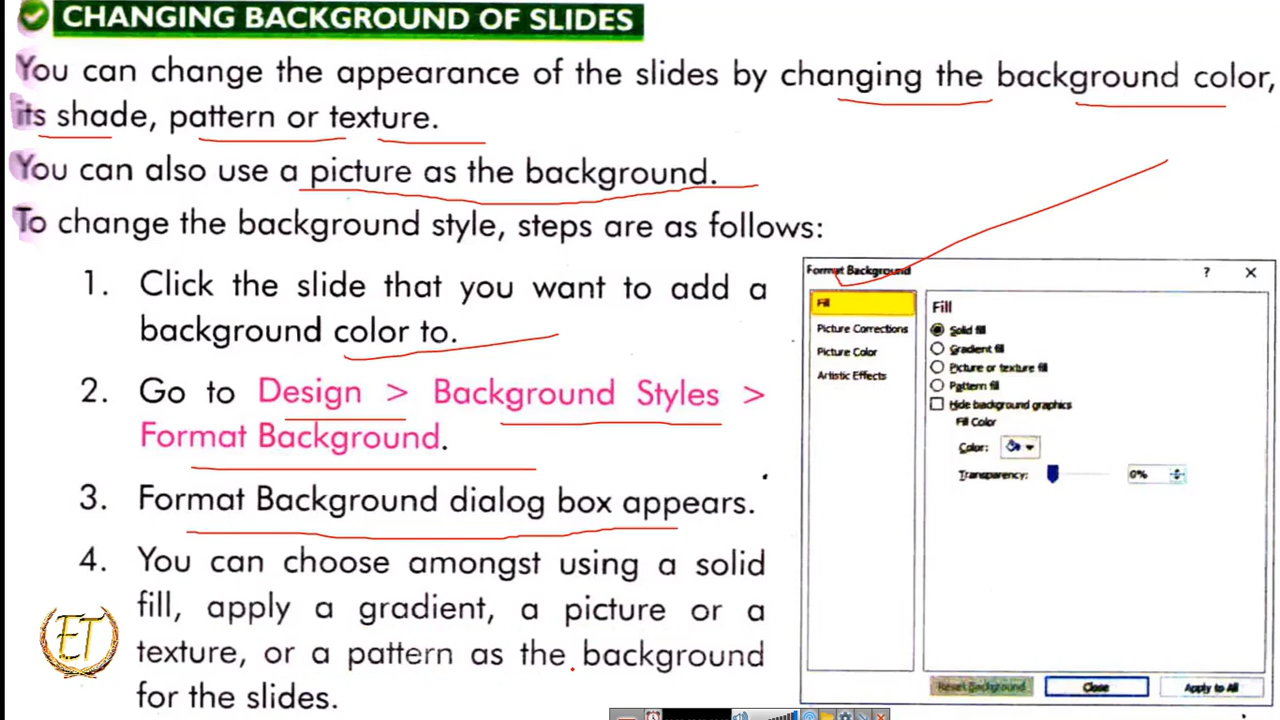 CHANGING BACKGROUND OF SLIDES
You can change the appearance of the slides by changing the background color,
its shade, pattern or texture.
You can also use a picture as the background.
To change the background style, steps are as follows:
1. Click the slide that you want to add a
background color to.
2. Go to Design > Background Styles >
Format Background.
3. Format Background dialog box appears.
4. You can choose amongst using a solid
fill, apply a gradient, a picture or a
texture, or a pattern as the background
for the slides.
ET
Format Background
?
Fill
Picture Corrections
Picture Color
Artistic Effects
Fill
Solid fill
Gradient fill
Picture or texture fill
Pattern fill
Hide background graphics
Fill Color
Color:
Transparency: 0%
Reset Background Close Apply to All